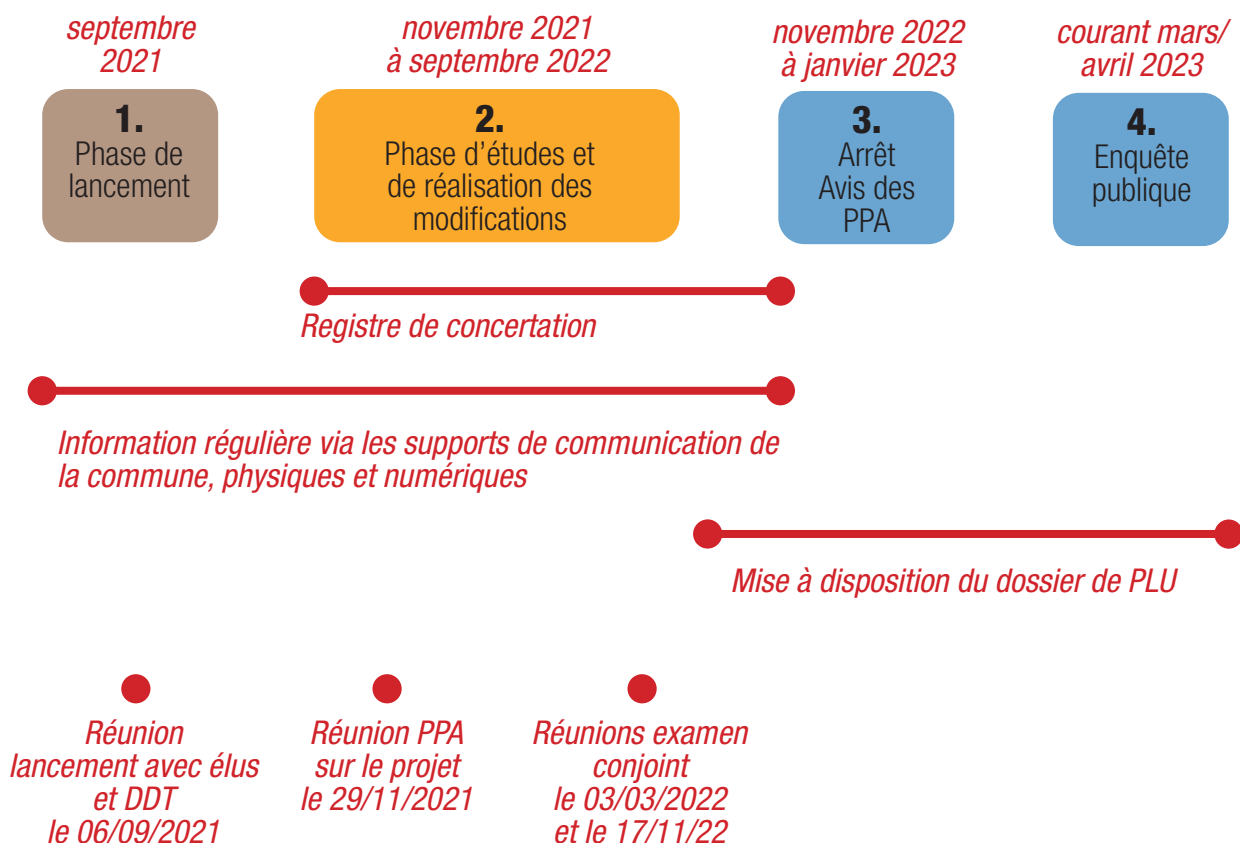 septembre
2021
novembre 2021
à septembre 2022
novembre 2022
à janvier 2023
courant mars/
avril 2023
1.
Phase de
lancement
2.
Phase d'études et
de réalisation des
modifications
3.
Arrêt
Avis des
PPA
4.
Enquête
publique
Registre de concertation
Information régulière via les supports de communication de
la commune, physiques et numériques
Mise à disposition du dossier de PLU
Réunion
lancement avec élus
et DDT
le 06/09/2021
Réunion PPA
sur le projet
le 29/11/2021
Réunions examen
conjoint
le 03/03/2022
et le 17/11/22